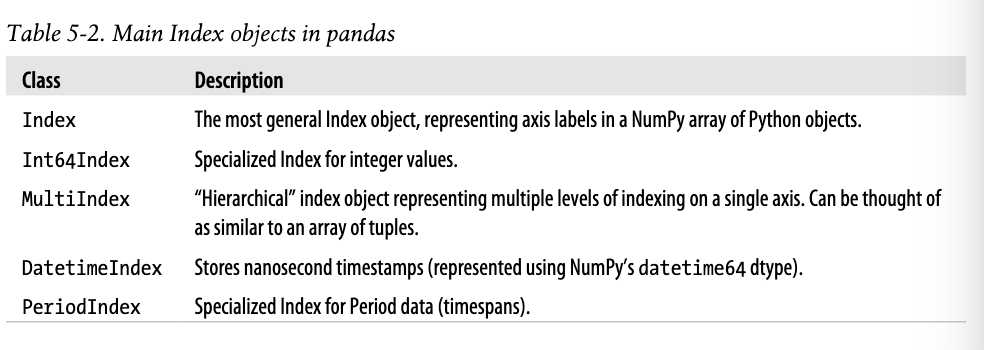 Table 5-2. Main Index objects in pandas
Class Description
Index The most general Index object, representing axis labels in a NumPy array of Python objects.
Int64Index Specialized Index for integer values.
MultiIndex “Hierarchical” index object representing multiple levels of indexing on a single axis. Can be thought of
as similar to an array of tuples.
DatetimeIndex Stores nanosecond timestamps (represented using NumPy’s datetime64 dtype).
PeriodIndex Specialized Index for Period data (timespans).